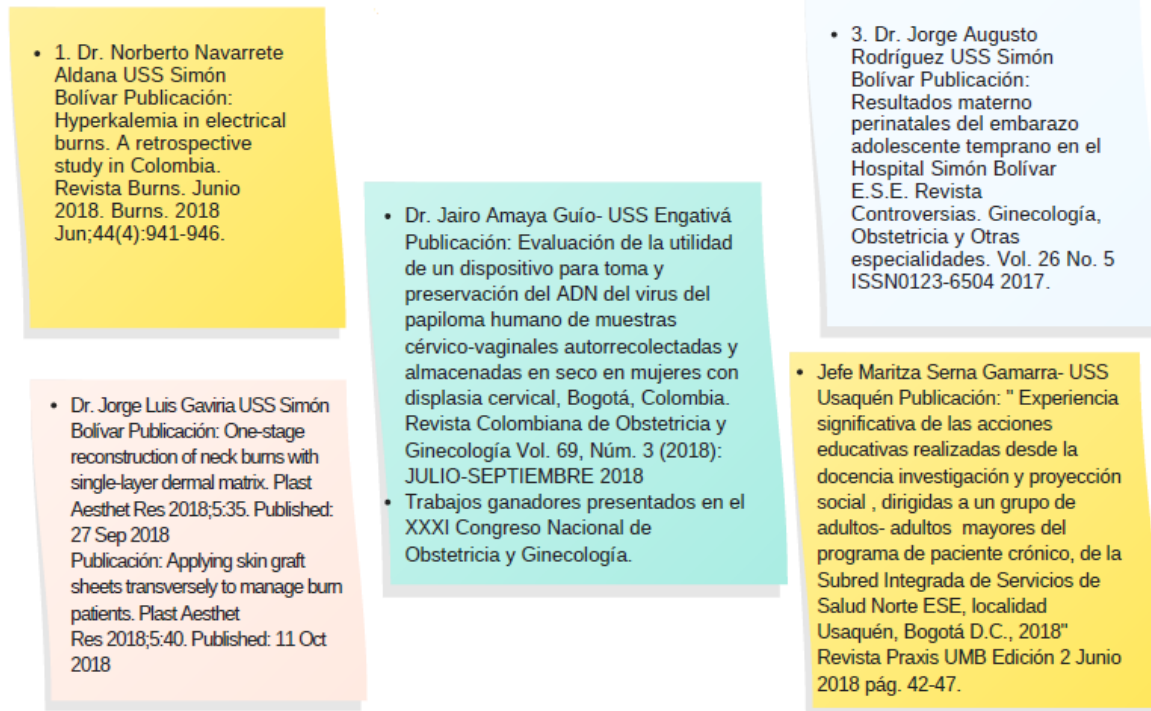 • 1. Dr. Norberto Navarrete
Aldana USS Simón
Bolívar Publicación:
Hyperkalemia in electrical
burns. A retrospective
study in Colombia.
Revista Burns. Junio
2018. Burns. 2018
Jun;44(4):941-946.
• Dr. Jorge Luis Gaviria USS Simón
Bolívar Publicación: One-stage
reconstruction of neck burns with
single-layer dermal matrix. Plast
Aesthet Res 2018;5:35. Published:
27 Sep 2018
Publicación: Applying skin graft
sheets transversely to manage burn
patients. Plast Aesthet
Res 2018;5:40. Published: 11 Oct
2018
• Dr. Jairo Amaya Guío- USS Engativá
Publicación: Evaluación de la utilidad
de un dispositivo para toma y
preservación del ADN del virus del
papiloma humano de muestras
cérvico-vaginales autorrecolectadas y
almacenadas en seco en mujeres con
displasia cervical, Bogotá, Colombia.
Revista Colombiana de Obstetricia y
Ginecología Vol. 69, Núm. 3 (2018):
JULIO-SEPTIEMBRE 2018
• Trabajos ganadores presentados en el
XXXI Congreso Nacional de
Obstetricia y Ginecología.
• 3. Dr. Jorge Augusto
Rodríguez USS Simón
Bolívar Publicación:
Resultados materno
perinatales del embarazo
adolescente temprano en el
Hospital Simón Bolívar
E.S.E. Revista
Controversias. Ginecología,
Obstetricia y Otras
especialidades. Vol. 26 No. 5
ISSN0123-6504 2017.
• Jefe Maritza Serna Gamarra- USS
Usaquén Publicación: " Experiencia
significativa de las acciones
educativas realizadas desde la
docencia investigación y proyección
social , dirigidas a un grupo de
adultos- adultos  mayores del
programa de paciente crónico, de la
Subred Integrada de Servicios de
Salud Norte ESE, localidad
Usaquén, Bogotá D.C., 2018"
Revista Praxis UMB Edición 2 Junio
2018 pág. 42-47.